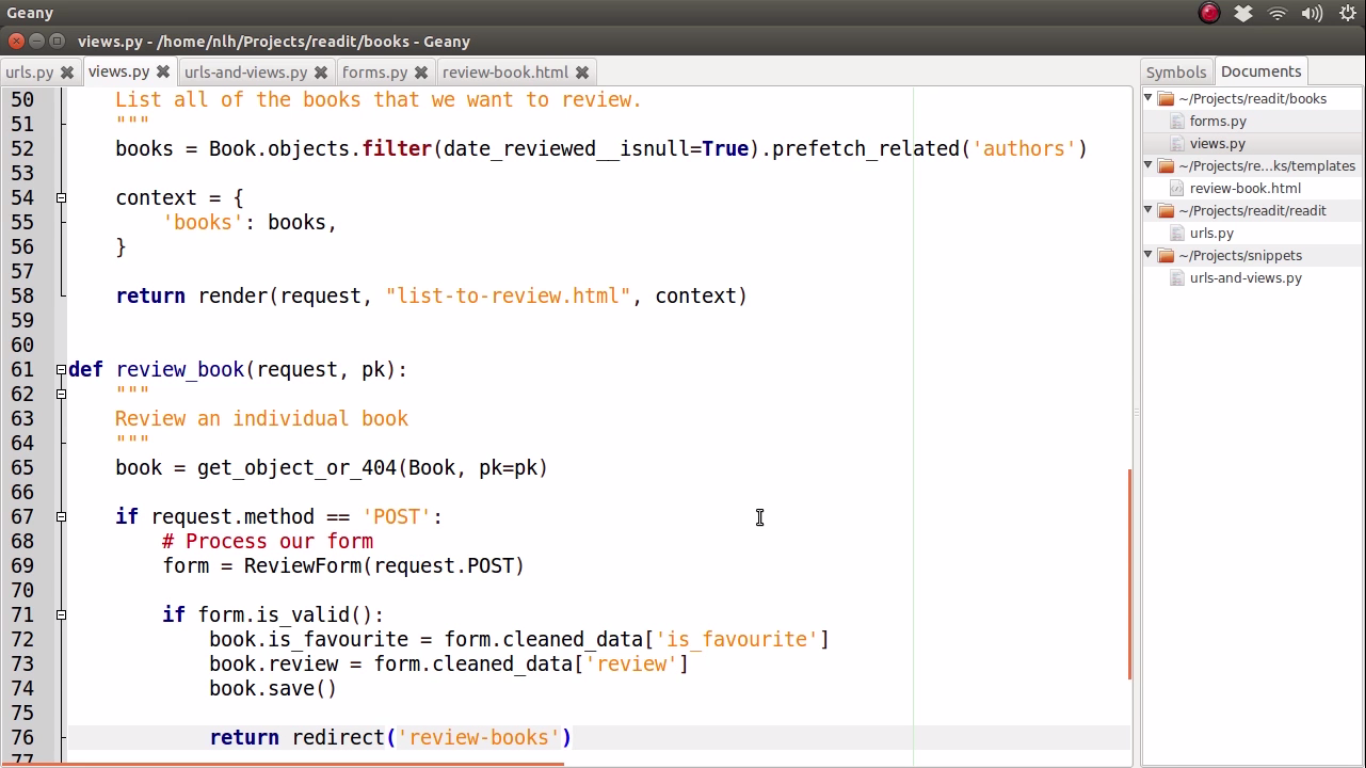 Geany
views.py - /home/nlh/Projects/readit/books - Geany
urls.py views.py urls-and-views.py forms.py review-book.html
Symbols Documents
50 List all of the books that we want to review.
51 """
52 books = Book.objects.filter(date_reviewed__isnull=True).prefetch_related('authors')
53
54 context = {
55 'books': books,
56 }
57
58 return render(request, "list-to-review.html", context)
59
60
61 def review_book(request, pk):
62 """
63 Review an individual book
64 """
65 book = get_object_or_404(Book, pk=pk)
66
67 if request.method == 'POST':
68 # Process our form
69 form = ReviewForm(request.POST)
70
71 if form.is_valid():
72 book.is_favourite = form.cleaned_data['is_favourite']
73 book.review = form.cleaned_data['review']
74 book.save()
75
76 return redirect('review-books')
77
~/Projects/readit/books
forms.py
views.py
~/Projects/re...ks/templates
review-book.html
~/Projects/readit/readit
urls.py
~/Projects/snippets
urls-and-views.py